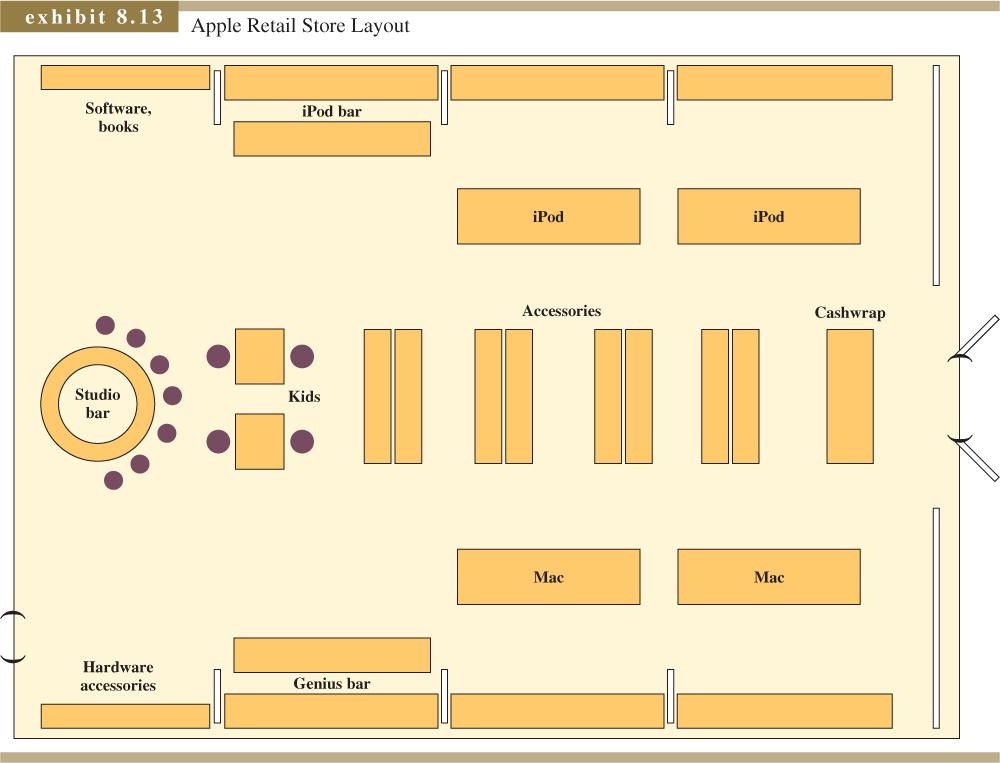 exhibit 8.13
Apple Retail Store Layout
Software,
books
iPod bar
iPod
iPod
Accessories
Cashwrap
Studio
bar
Kids
Mac
Mac
Hardware
accessories
Genius bar